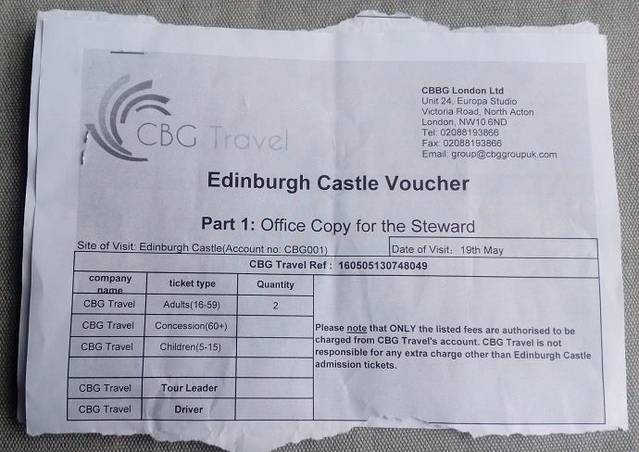 CBG Travel
CBBG London Ltd
Unit 24, Europa Studio
Victoria Road, North Acton
London, NW10 6ND
Tel: 02088193866
Fax: 02088193866
Email: group@cbggroupuk.com
Edinburgh Castle Voucher
Part 1: Office Copy for the Steward
Site of Visit: Edinburgh Castle(Account no: CBG001) Date of Visit: 19th May
CBG Travel Ref : 160505130748049
company name ticket type Quantity
CBG Travel Adults(16-59) 2
CBG Travel Concession(60+)
CBG Travel Children(5-15)
CBG Travel Tour Leader
CBG Travel Driver
Please note that ONLY the listed fees are authorised to be
charged from CBG Travel's account. CBG Travel is not
responsible for any extra charge other than Edinburgh Castle
admission tickets.